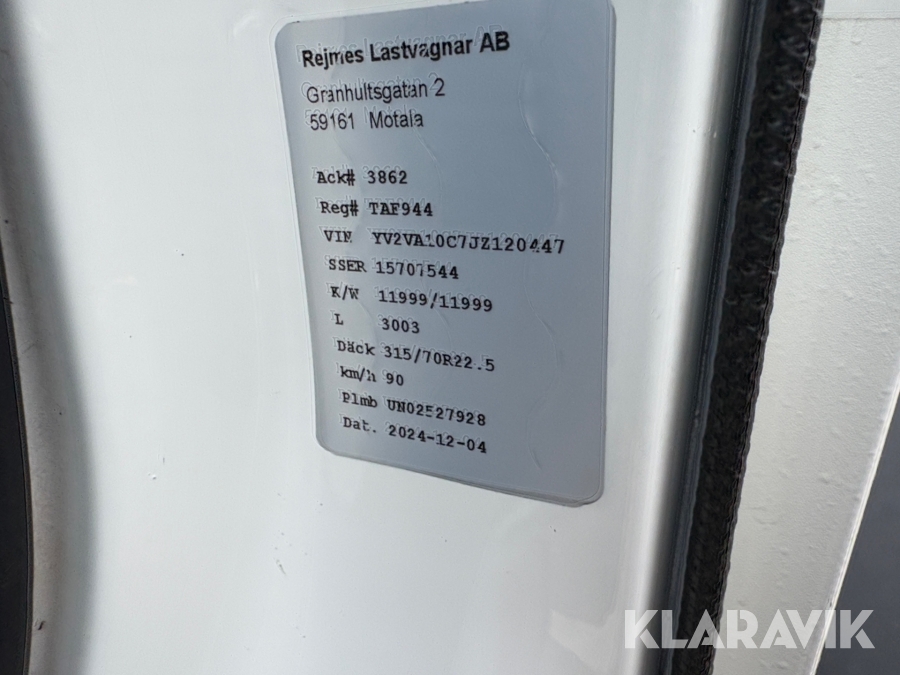 Rejmes Lastvagnar AB
Granhultsgatan 2
59161 Motala
Ack# 3862
Reg# TAF944
VIN YV2VA10C7JZ120447
SSER 15707544
K/W 11999/11999
L 3003
Däck 315/70R22.5
km/h 90
Plmb UN02527928
Dat. 2024-12-04
KLARAVIK